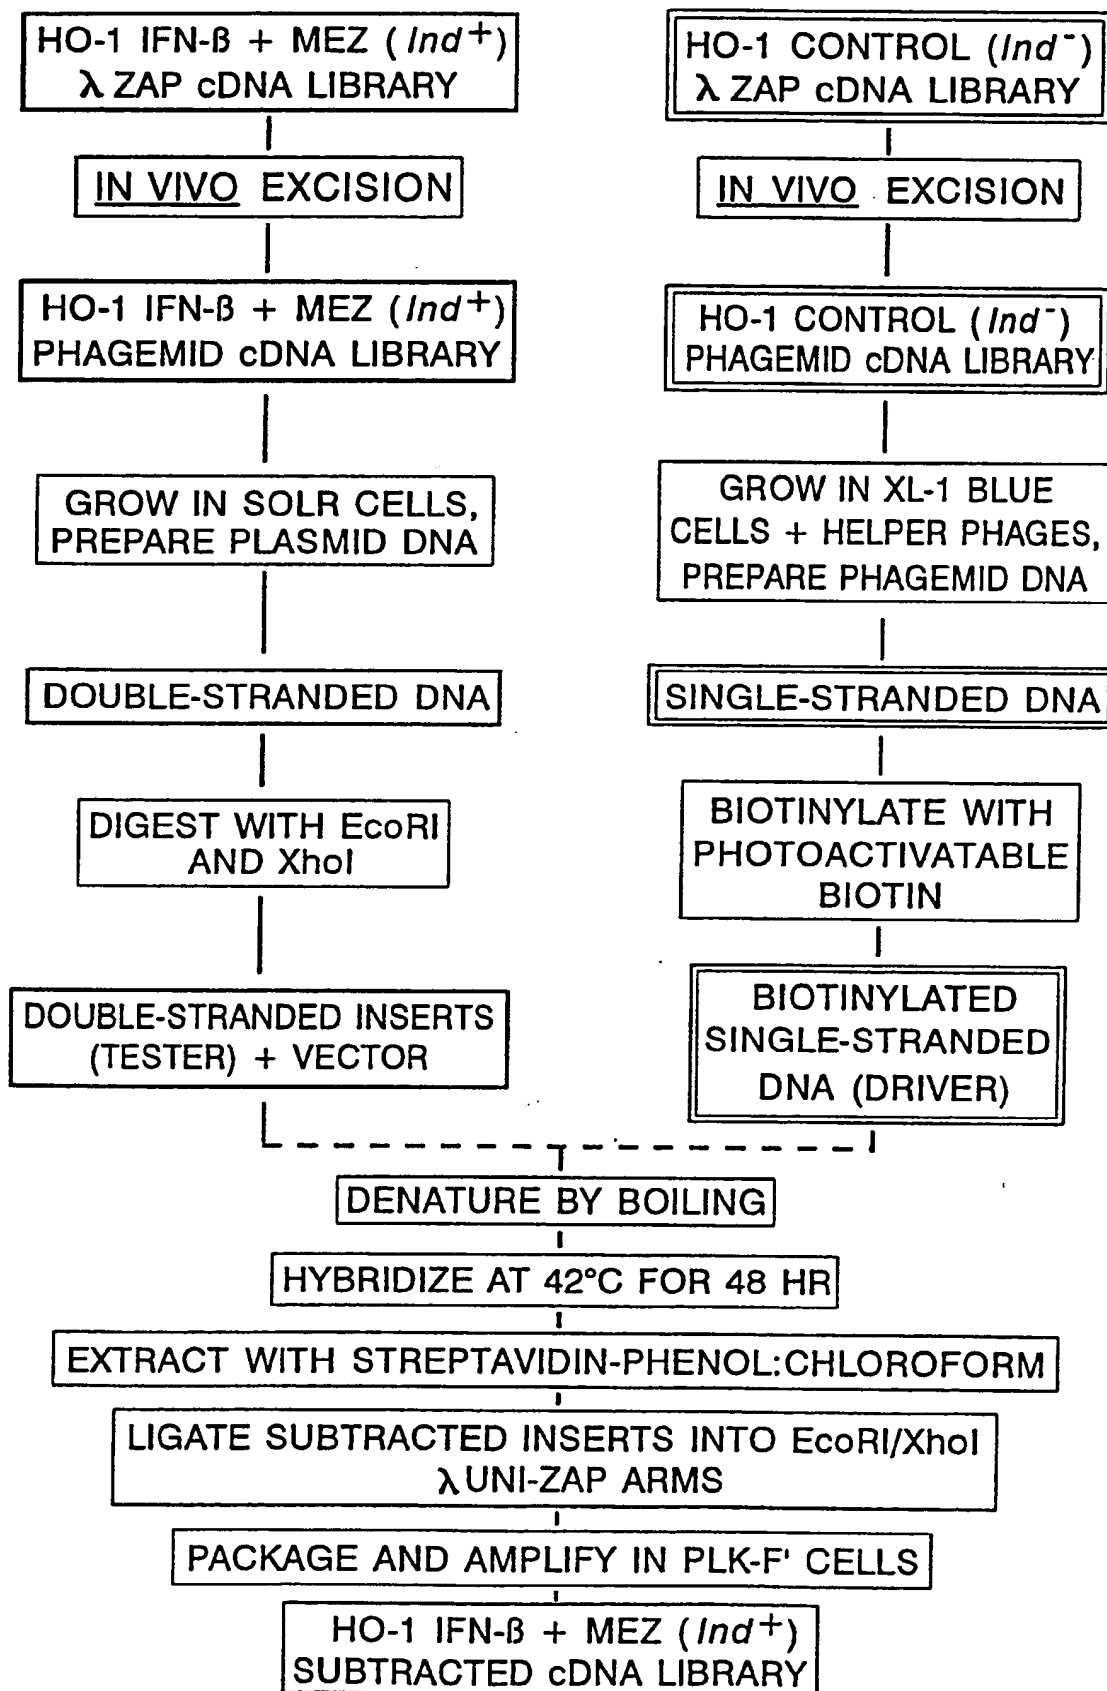 HO-1 IFN-ß + MEZ (Ind+)
λ ZAP cDNA LIBRARY
IN VIVO EXCISION
HO-1 IFN-ß + MEZ (Ind+)
PHAGEMID cDNA LIBRARY
GROW IN SOLR CELLS,
PREPARE PLASMID DNA
DOUBLE-STRANDED DNA
DIGEST WITH EcoRI
AND XhoI
DOUBLE-STRANDED INSERTS
(TESTER) + VECTOR
HO-1 CONTROL (Ind-)
λ ZAP cDNA LIBRARY
IN VIVO EXCISION
HO-1 CONTROL (Ind-)
PHAGEMID cDNA LIBRARY
GROW IN XL-1 BLUE
CELLS + HELPER PHAGES,
PREPARE PHAGEMID DNA
SINGLE-STRANDED DNA
BIOTINYLATE WITH
PHOTOACTIVATABLE
BIOTIN
BIOTINYLATED
SINGLE-STRANDED
DNA (DRIVER)
DENATURE BY BOILING
HYBRIDIZE AT 42°C FOR 48 HR
EXTRACT WITH STREPTAVIDIN-PHENOL:CHLOROFORM
LIGATE SUBTRACTED INSERTS INTO EcoRI/XhoI
λ UNI-ZAP ARMS
PACKAGE AND AMPLIFY IN PLK-F' CELLS
HO-1 IFN-ß + MEZ (Ind+)
SUBTRACTED cDNA LIBRARY